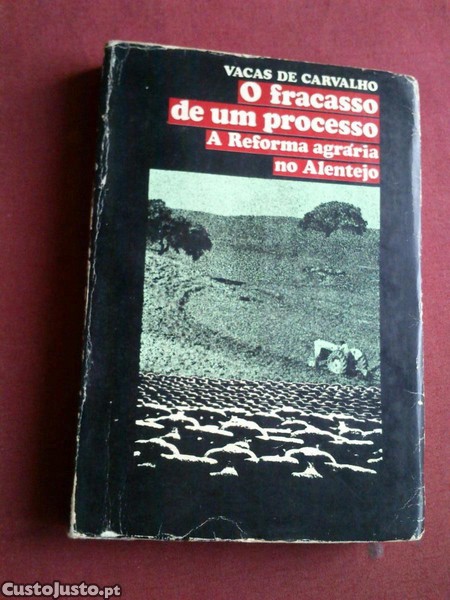 VACAS DE CARVALHO
O fracasso
de um processo
A Reforma agrária
no Alentejo
CustoJusto.pt